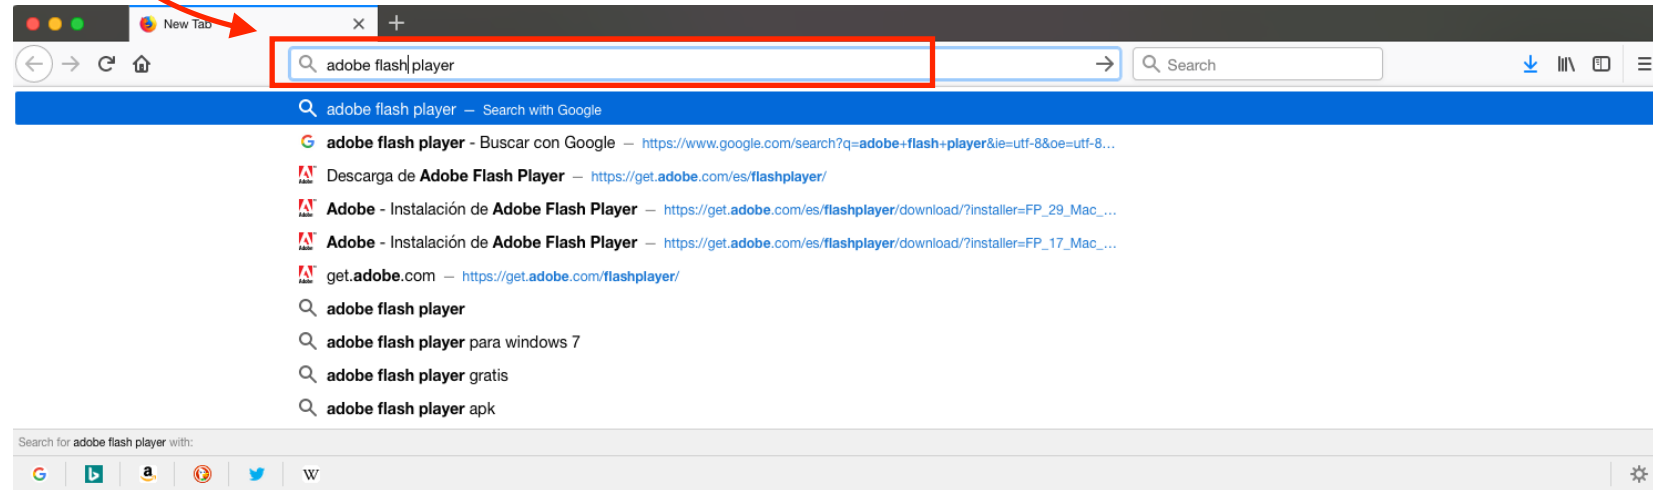 New Tab
adobe flash player
Search
adobe flash player — Search with Google
adobe flash player - Buscar con Google — https://www.google.com/search?q=adobe+flash+player&ie=utf-8&oe=utf-8...
Descarga de Adobe Flash Player — https://get.adobe.com/es/flashplayer/
Adobe - Instalación de Adobe Flash Player — https://get.adobe.com/es/flashplayer/download/?installer=FP_29_Mac_...
Adobe - Instalación de Adobe Flash Player — https://get.adobe.com/es/flashplayer/download/?installer=FP_17_Mac_...
get.adobe.com — https://get.adobe.com/flashplayer/
adobe flash player
adobe flash player para windows 7
adobe flash player gratis
adobe flash player apk
Search for adobe flash player with: